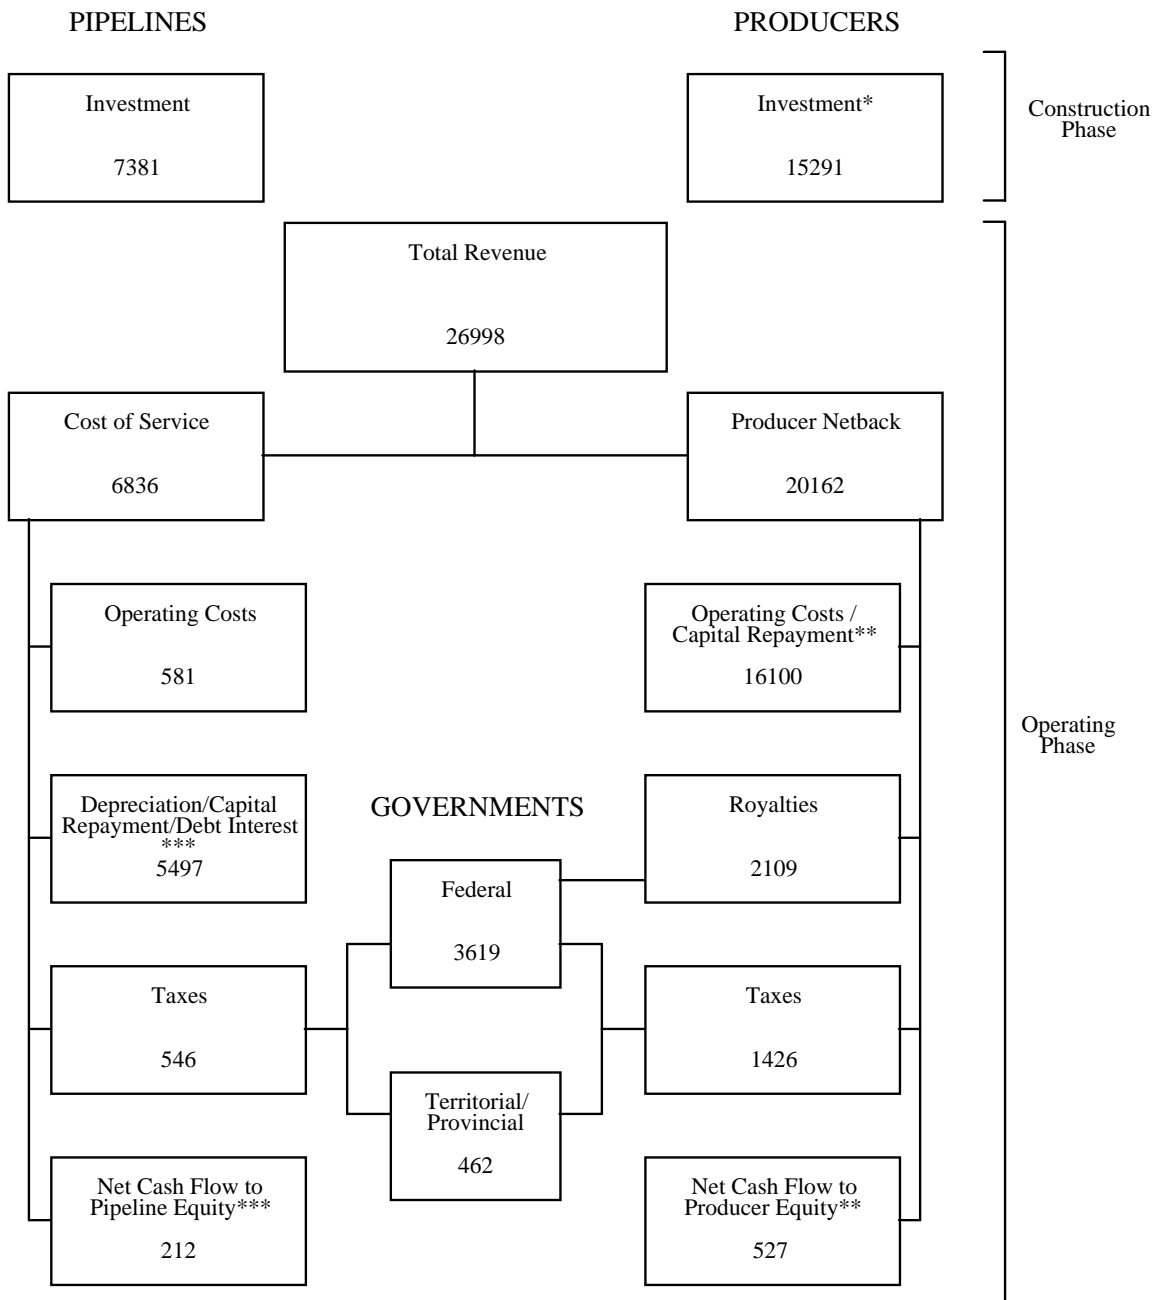 PIPELINES
PRODUCERS
Investment
7381
Investment*
15291
Construction
Phase
Total Revenue
26998
Cost of Service
6836
Producer Netback
20162
Operating Costs
581
Operating Costs /
Capital Repayment**
16100
Operating
Phase
Depreciation/Capital
Repayment/Debt Interest
***
5497
GOVERNMENTS
Royalties
2109
Federal
3619
Taxes
546
Taxes
1426
Territorial/
Provincial
462
Net Cash Flow to
Pipeline Equity***
212
Net Cash Flow to
Producer Equity**
527